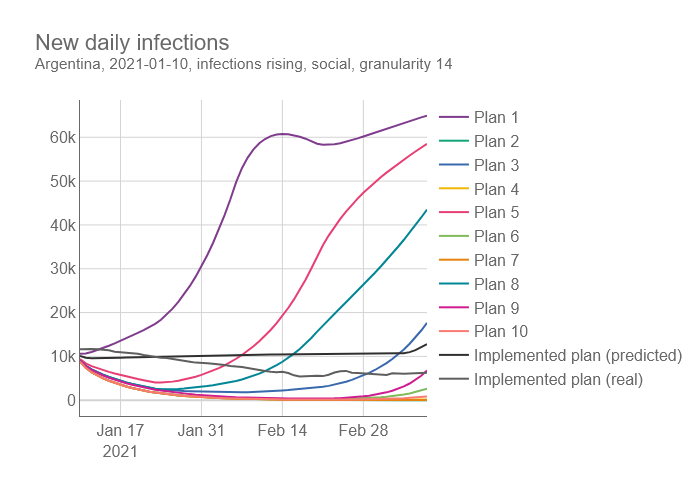 New daily infections
Argentina, 2021-01-10, infections rising, social, granularity 14
60k
50k
40k
30k
20k
10k
0
Jan 17
2021
Jan 31
Feb 14
Feb 28
Plan 1
Plan 2
Plan 3
Plan 4
Plan 5
Plan 6
Plan 7
Plan 8
Plan 9
Plan 10
Implemented plan (predicted)
Implemented plan (real)